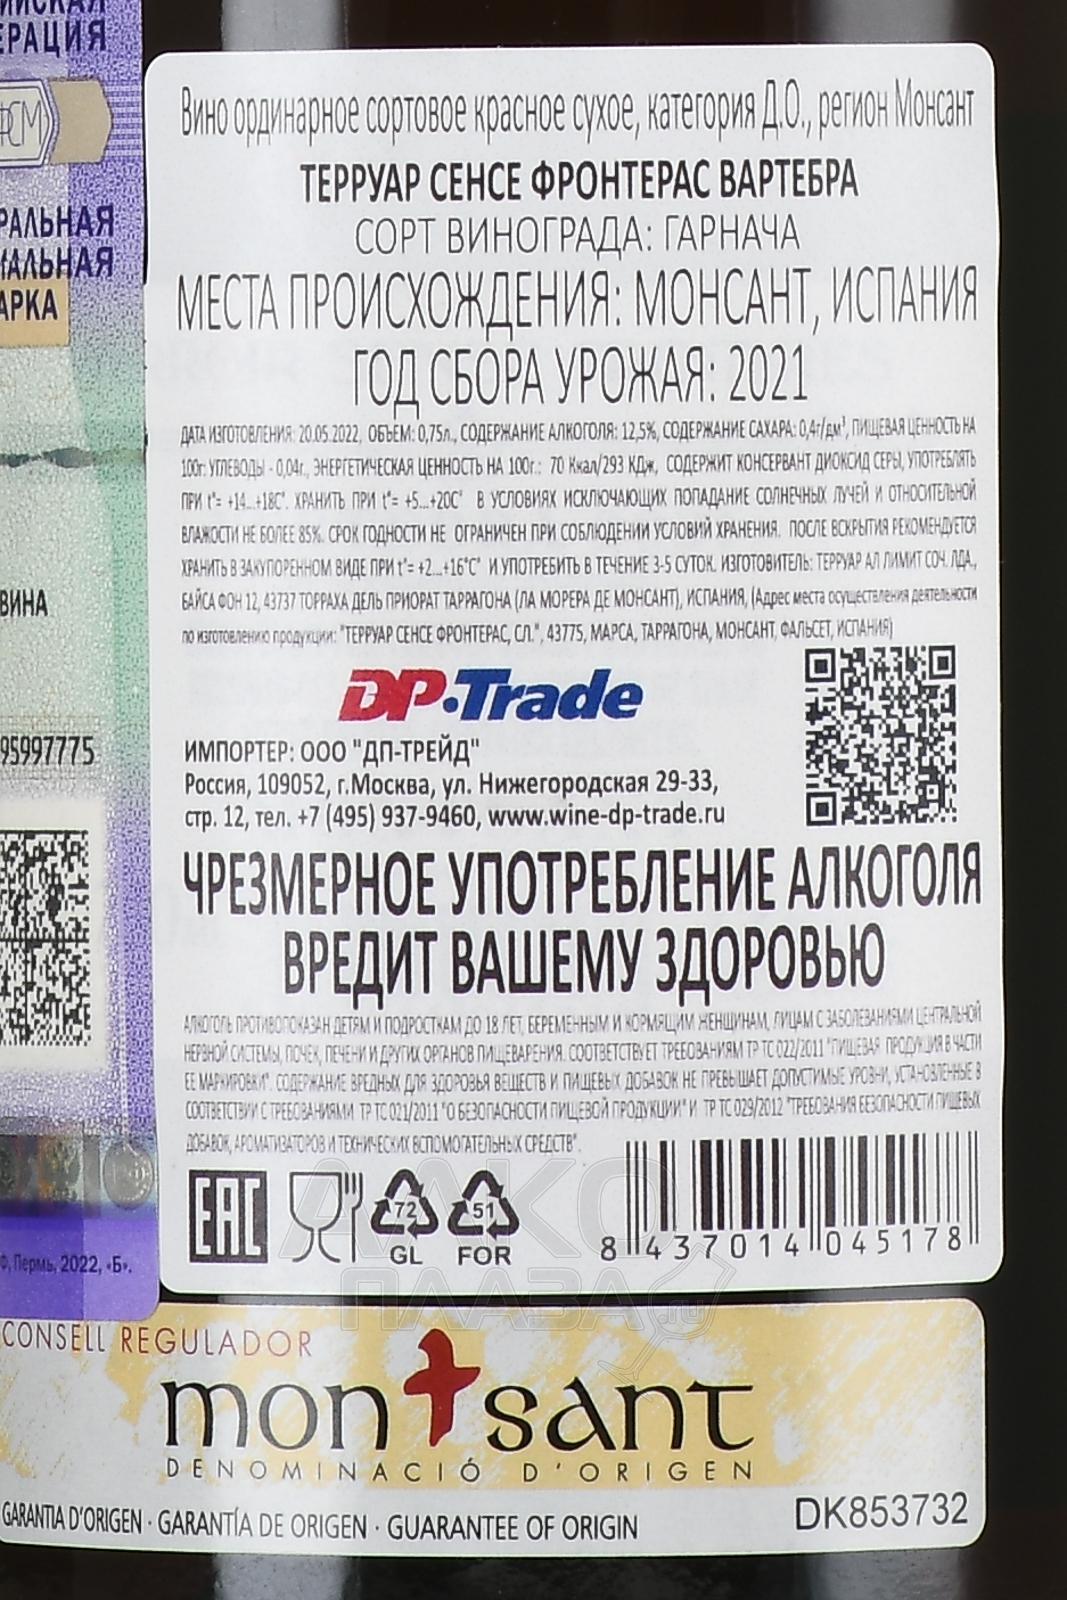 ЕРАЦИЯ
ФСМ
РАЛЬНАЯ
АРКА
ВИНА
95997775
Пермь, 2022, «Б».
Вино ординарное сортовое красное сухое, категория Д.О., регион Монсант
ТЕРРУАР СЕНСЕ ФРОНТЕРАС ВАРТЕБРА
СОРТ ВИНОГРАДА: ГАРНАЧА
МЕСТА ПРОИСХОЖДЕНИЯ: МОНСАНТ, ИСПАНИЯ
ГОД СБОРА УРОЖАЯ: 2021
ДАТА ИЗГОТОВЛЕНИЯ: 20.05.2022, ОБЪЕМ: 0,75л., СОДЕРЖАНИЕ АЛКОГОЛЯ: 12,5%, СОДЕРЖАНИЕ САХАРА: 0,4г/дм³, ПИЩЕВАЯ ЦЕННОСТЬ НА
100г: УГЛЕВОДЫ - 0,04г., ЭНЕРГЕТИЧЕСКАЯ ЦЕННОСТЬ НА 100г.: 70 Ккал/293 КДж, СОДЕРЖИТ КОНСЕРВАНТ ДИОКСИД СЕРЫ, УПОТРЕБЛЯТЬ
ПРИ t°= +14...+18C°. ХРАНИТЬ ПРИ t°= +5...+20C° В УСЛОВИЯХ ИСКЛЮЧАЮЩИХ ПОПАДАНИЕ СОЛНЕЧНЫХ ЛУЧЕЙ И ОТНОСИТЕЛЬНОЙ
ВЛАЖОСТИ НЕ БОЛЕЕ 85%. СРОК ГОДНОСТИ НЕ ОГРАНИЧЕН ПРИ СОБЛЮДЕНИИ УСЛОВИЙ ХРАНЕНИЯ. ПОСЛЕ ВСКРЫТИЯ РЕКОМЕНДУЕТСЯ
ХРАНИТЬ В ЗАКУПОРЕННОМ ВИДЕ ПРИ t°= +2...+16°C° И УПОТРЕБИТЬ В ТЕЧЕНИЕ 3-5 СУТОК. ИЗГОТОВИТЕЛЬ: ТЕРРУАР АЛ ЛИМИТ СОЧ. ЛДА.,
БАЙСА ФОН 12, 43737 ТОРРАХА ДЕЛЬ ПРИОРАТ ТАРРАГОНА (ЛА МОРЕРА ДЕ МОНСАНТ), ИСПАНИЯ, (Адрес места осуществления деятельности
по изготовлению продукции: "ТЕРРУАР СЕНСЕ ФРОНТЕРАС, СЛ.", 43775, МАРСА, ТАРРАГОНА, МОНСАНТ, ФАЛЬСЕТ, ИСПАНИЯ)
DP·Trade
ИМПОРТЕР: ООО "ДП-ТРЕЙД"
Россия, 109052, г.Москва, ул. Нижегородская 29-33,
стр. 12, тел. +7 (495) 937-9460, www.wine-dp-trade.ru
ЧРЕЗМЕРНОЕ УПОТРЕБЛЕНИЕ АЛКОГОЛЯ
ВРЕДИТ ВАШЕМУ ЗДОРОВЬЮ
АЛКОГОЛЬ ПРОТИВОПОКАЗАН ДЕТЯМ И ПОДРОСТКАМ ДО 18 ЛЕТ, БЕРЕМЕННЫМ И КОРМЯЩИМ ЖЕНЩИНАМ, ЛИЦАМ С ЗАБОЛЕВАНИЯМИ ЦЕНТРАЛЬНОЙ
НЕРВНОЙ СИСТЕМЫ, ПОЧЕК, ПЕЧЕНИ И ДРУГИХ ОРГАНОВ ПИЩЕВАРЕНИЯ. СООТВЕТСТВУЕТ ТРЕБОВАНИЯМ ТР ТС 022/2011 "ПИЩЕВАЯ ПРОДУКЦИЯ В ЧАСТИ
ЕЕ МАРКИРОВКИ". СОДЕРЖАНИЕ ВРЕДНЫХ ДЛЯ ЗДОРОВЬЯ ВЕЩЕСТВ И ПИЩЕВЫХ ДОБАВОК НЕ ПРЕВЫШАЕТ ДОПУСТИМЫЕ УРОВНИ, УСТАНОВЛЕННЫЕ В
СООТВЕТСТВИИ С ТРЕБОВАНИЯМИ ТР ТС 021/2011 "О БЕЗОПАСНОСТИ ПИЩЕВОЙ ПРОДУКЦИИ" И ТР ТС 029/2012 "ТРЕБОВАНИЯ БЕЗОПАСНОСТИ ПИЩЕВЫХ
ДОБАВОК, АРОМАТИЗАТОРОВ И ТЕХНИЧЕСКИХ ВСПОМОГАТЕЛЬНЫХ СРЕДСТВ".
EAC
72 GL
51 FOR
8 437014 045178
АЛКО
ПЛАЗА.ru
CONSELL REGULADOR
montsant
DENOMINACIÓ D'ORIGEN
GARANTIA D'ORIGEN · GARANTÍA DE ORIGEN · GUARANTEE OF ORIGIN
DK853732